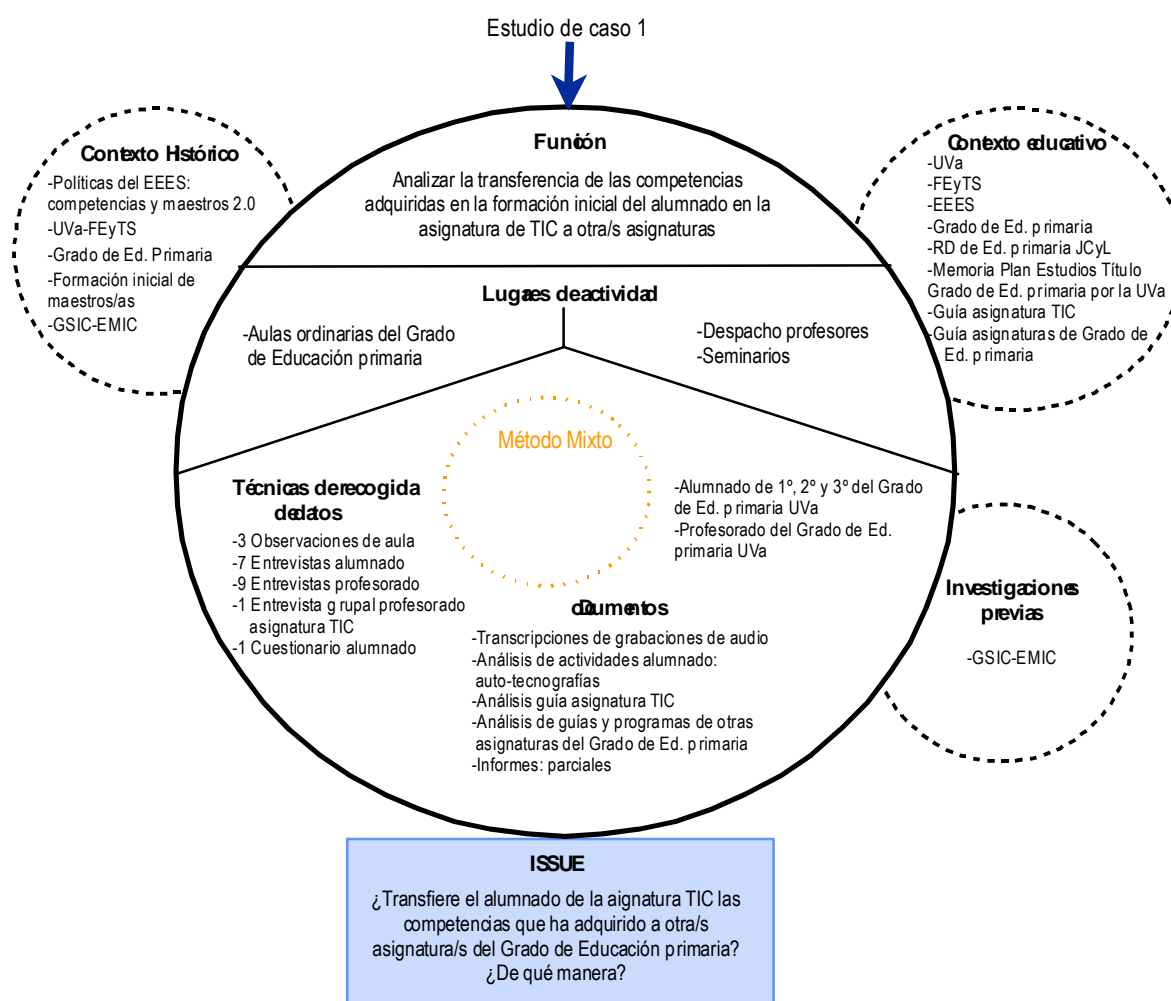 Estudio de caso 1
Contexto Histórico
-Políticas del EEES:
competencias y maestros 2.0
-UVa-FEyTS
-Grado de Ed. Primaria
-Formación inicial de
maestros/as
-GSIC-EMIC
Función
Analizar la transferencia de las competencias
adquiridas en la formación inicial del alumnado en la
asignatura de TIC a otra/s asignaturas
Contexto educativo
-UVa
-FEyTS
-EEES
-Grado de Ed. primaria
-RD de Ed. primaria JCyL
-Memoria Plan Estudios Título
Grado de Ed. primaria por la UVa
-Guía asignatura TIC
-Guía asignaturas de Grado de
Ed. primaria
Lugares de actividad
-Aulas ordinarias del Grado
de Educación primaria
-Despacho profesores
-Seminarios
Método Mixto
Técnicas de recogida
de datos
-3 Observaciones de aula
-7 Entrevistas alumnado
-9 Entrevistas profesorado
-1 Entrevista grupal profesorado
asignatura TIC
-1 Cuestionario alumnado
-Alumnado de 1º, 2º y 3º del Grado
de Ed. primaria UVa
-Profesorado del Grado de Ed.
primaria UVa
documentos
-Transcripciones de grabaciones de audio
-Análisis de actividades alumnado:
auto-tecnografías
-Análisis guía asignatura TIC
-Análisis de guías y programas de otras
asignaturas del Grado de Ed. primaria
-Informes: parciales
Investigaciones
previas
-GSIC-EMIC
ISSUE
¿Transfiere el alumnado de la aignatura TIC las
competencias que ha adquirido a otra/s
asignatura/s del Grado de Educación primaria?
¿De qué manera?